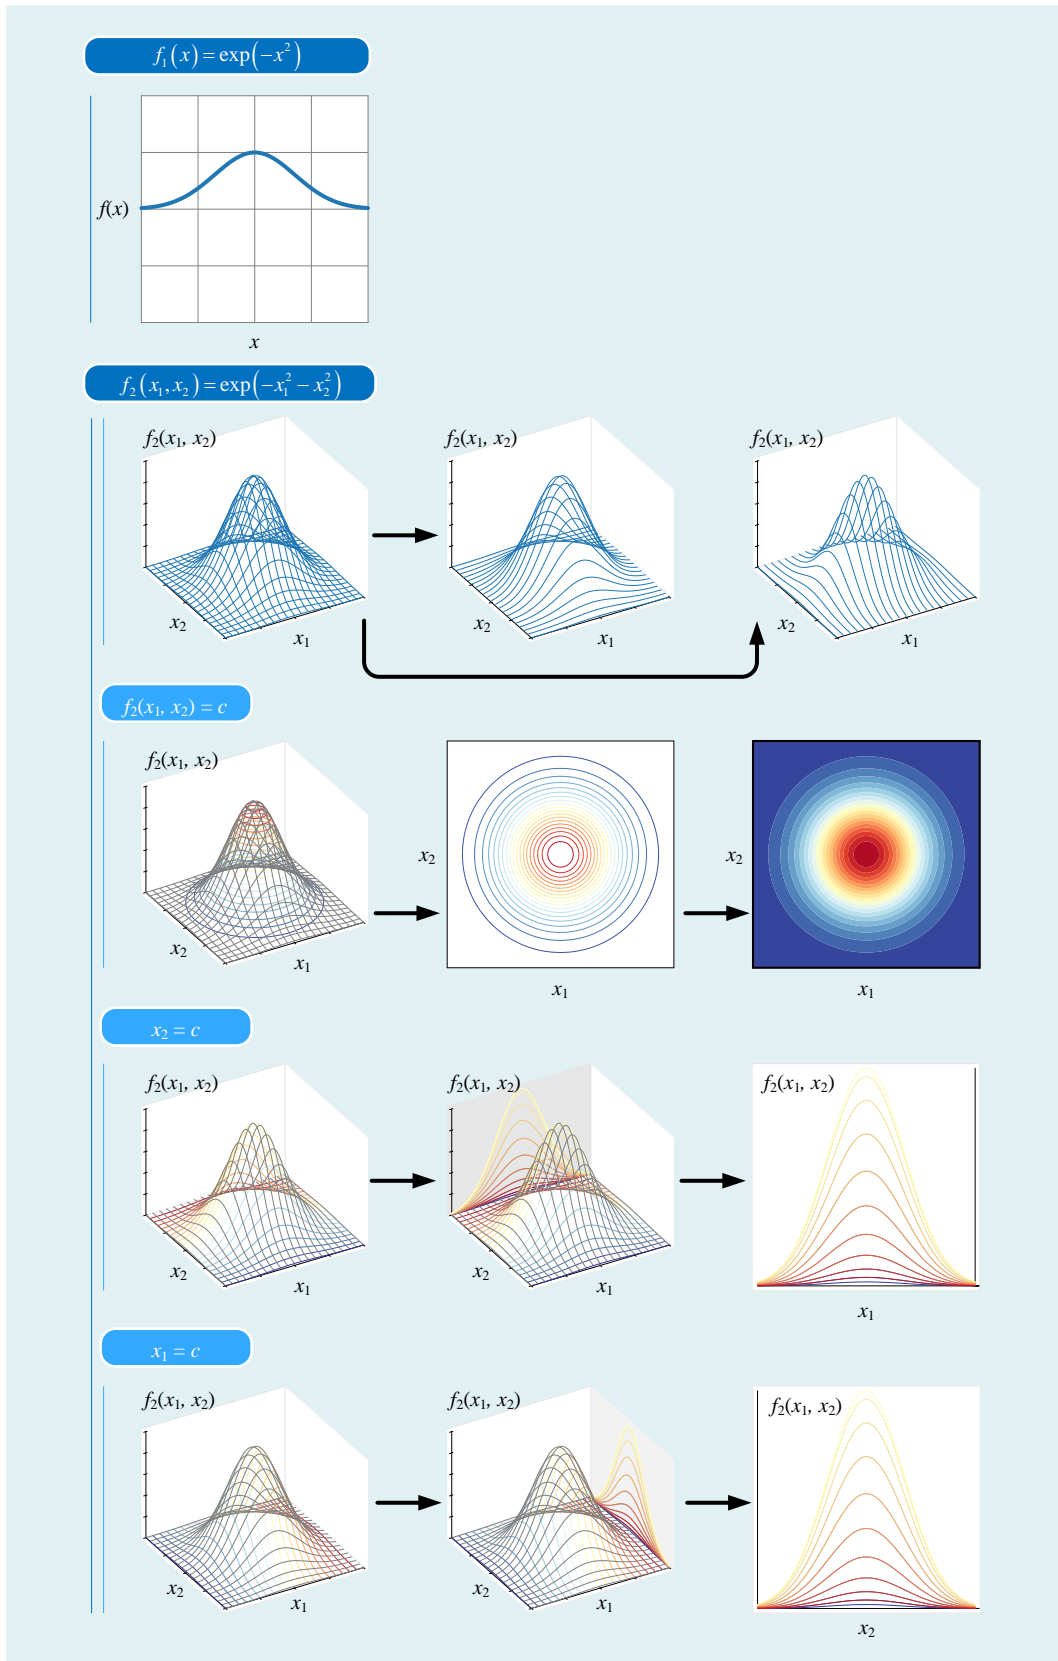 f₁(x) = exp(−x²)
f(x)
x
f₂(x₁, x₂) = exp(−x₁² − x₂²)
f₂(x₁, x₂) f₂(x₁, x₂) f₂(x₁, x₂)
x₂ x₁ x₂ x₁ x₂ x₁
f₂(x₁, x₂) = c
f₂(x₁, x₂)
x₂ x₂
x₂ x₁
x₁ x₁
x₂ = c
f₂(x₁, x₂) f₂(x₁, x₂) f₂(x₁, x₂)
x₂ x₁ x₂ x₁ x₁
x₁ = c
f₂(x₁, x₂) f₂(x₁, x₂) f₂(x₁, x₂)
x₂ x₁ x₂ x₁ x₂